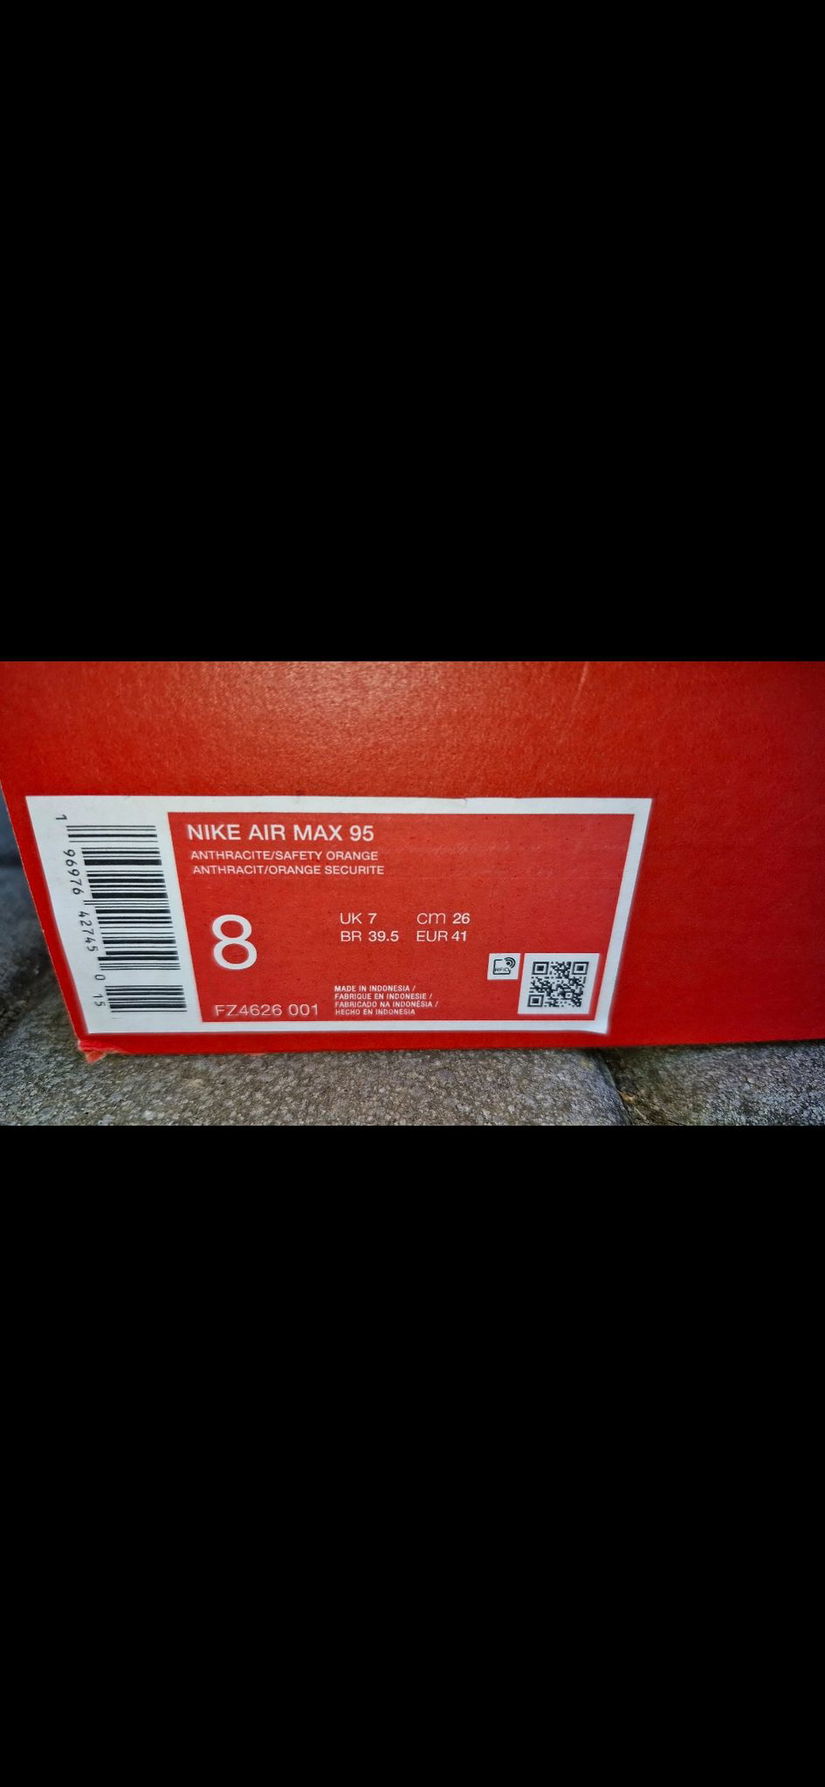 NIKE AIR MAX 95
ANTHRACITE/SAFETY ORANGE
ANTHRACIT/ORANGE SECURITE
8
UK 7 cm 26
BR 39.5 EUR 41
MADE IN INDONESIA /
FABRIQUE EN INDONESIE /
FABRICADO NA INDONÉSIA /
HECHO EN INDONESIA
FZ4626 001
RFID
1 96976 42745 0 15